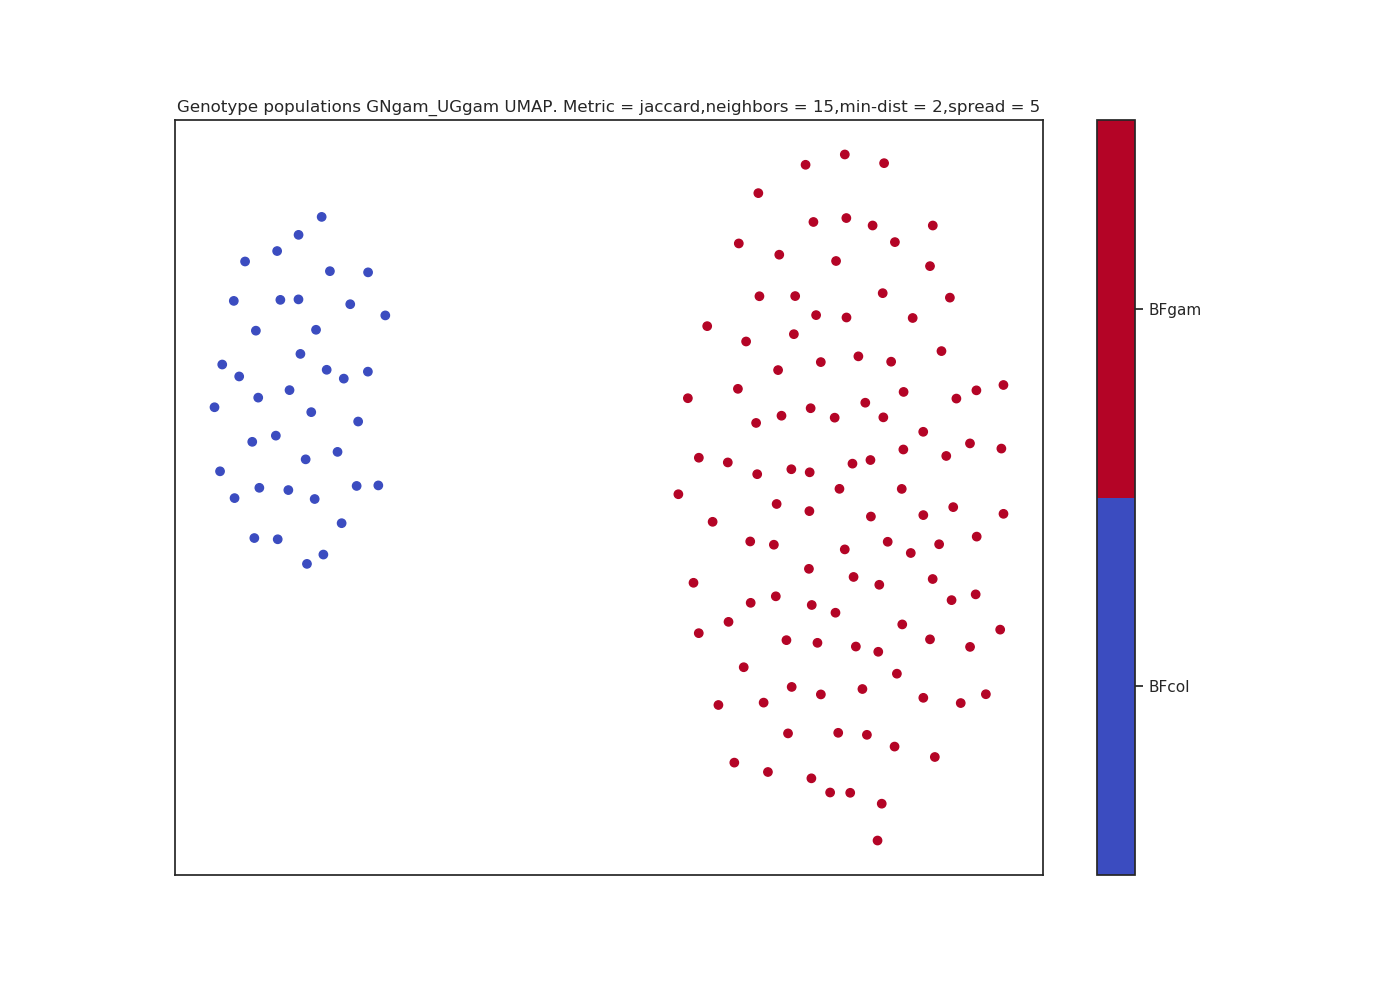 Genotype populations GNgam_UGgam UMAP. Metric = jaccard,neighbors = 15,min-dist = 2,spread = 5
BFgam
BFcol